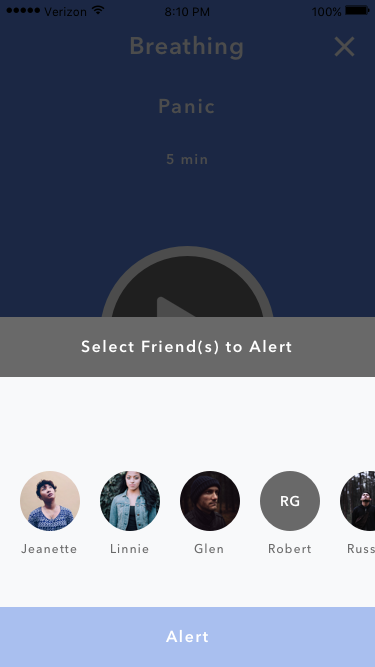 Verizon 8:10 PM 100%
Breathing
Panic
5 min
Select Friend(s) to Alert
RG
Jeanette Linnie Glen Robert Russ
Alert